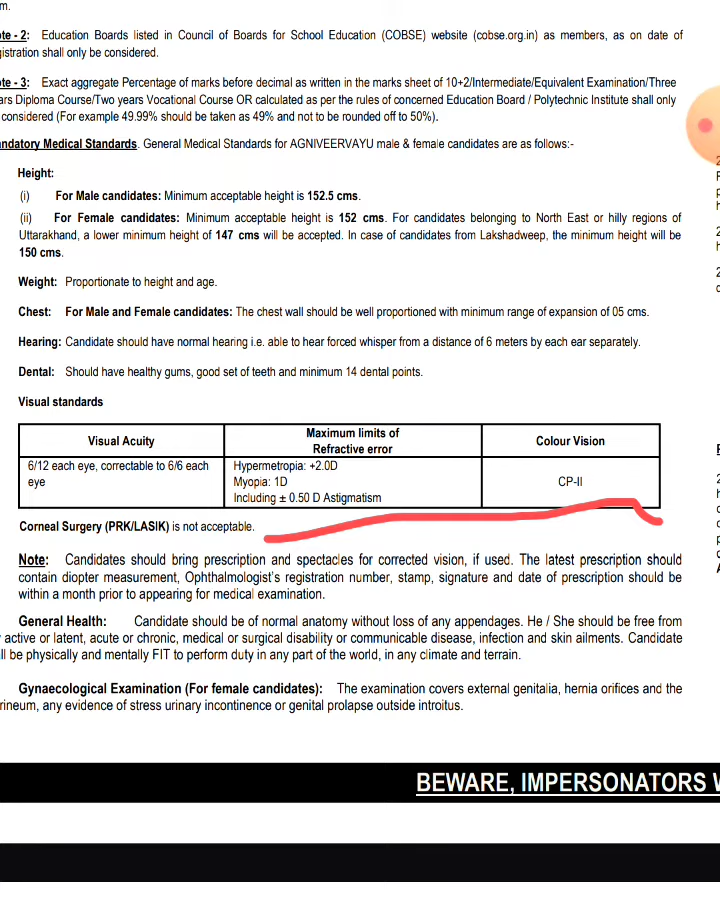 m.
te - 2: Education Boards listed in Council of Boards for School Education (COBSE) website (cobse.org.in) as members, as on date of
gistration shall only be considered.
te - 3: Exact aggregate Percentage of marks before decimal as written in the marks sheet of 10+2/Intermediate/Equivalent Examination/Three
ars Diploma Course/Two years Vocational Course OR calculated as per the rules of concerned Education Board / Polytechnic Institute shall only
considered (For example 49.99% should be taken as 49% and not to be rounded off to 50%).
ndatory Medical Standards. General Medical Standards for AGNIVEERVAYU male & female candidates are as follows:-
Height:
(i) For Male candidates: Minimum acceptable height is 152.5 cms.
(ii) For Female candidates: Minimum acceptable height is 152 cms. For candidates belonging to North East or hilly regions of
Uttarakhand, a lower minimum height of 147 cms will be accepted. In case of candidates from Lakshadweep, the minimum height will be
150 cms.
Weight: Proportionate to height and age.
Chest: For Male and Female candidates: The chest wall should be well proportioned with minimum range of expansion of 05 cms.
Hearing: Candidate should have normal hearing i.e. able to hear forced whisper from a distance of 6 meters by each ear separately.
Dental: Should have healthy gums, good set of teeth and minimum 14 dental points.
Visual standards
Visual Acuity
Maximum limits of
Refractive error
Colour Vision
6/12 each eye, correctable to 6/6 each
eye
Hypermetropia: +2.0D
Myopia: 1D
Including ± 0.50 D Astigmatism
CP-II
Corneal Surgery (PRK/LASIK) is not acceptable.
Note: Candidates should bring prescription and spectacles for corrected vision, if used. The latest prescription should
contain diopter measurement, Ophthalmologist's registration number, stamp, signature and date of prescription should be
within a month prior to appearing for medical examination.
General Health: Candidate should be of normal anatomy without loss of any appendages. He / She should be free from
active or latent, acute or chronic, medical or surgical disability or communicable disease, infection and skin ailments. Candidate
ll be physically and mentally FIT to perform duty in any part of the world, in any climate and terrain.
Gynaecological Examination (For female candidates): The examination covers external genitalia, hernia orifices and the
rineum, any evidence of stress urinary incontinence or genital prolapse outside introitus.
BEWARE, IMPERSONATORS